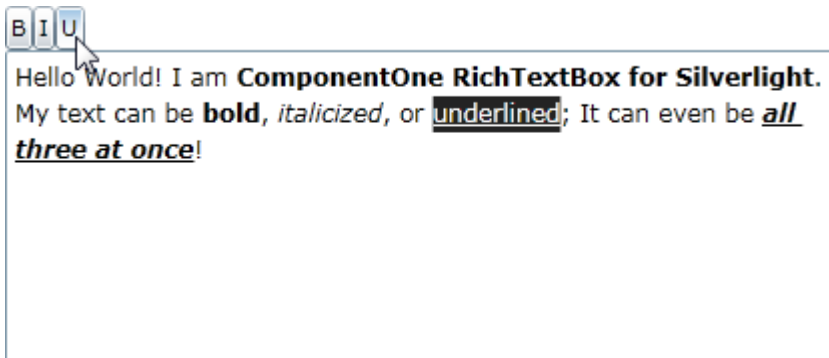 B I U
Hello World! I am ComponentOne RichTextBox for Silverlight.
My text can be bold, italicized, or underlined; It can even be all
three at once!